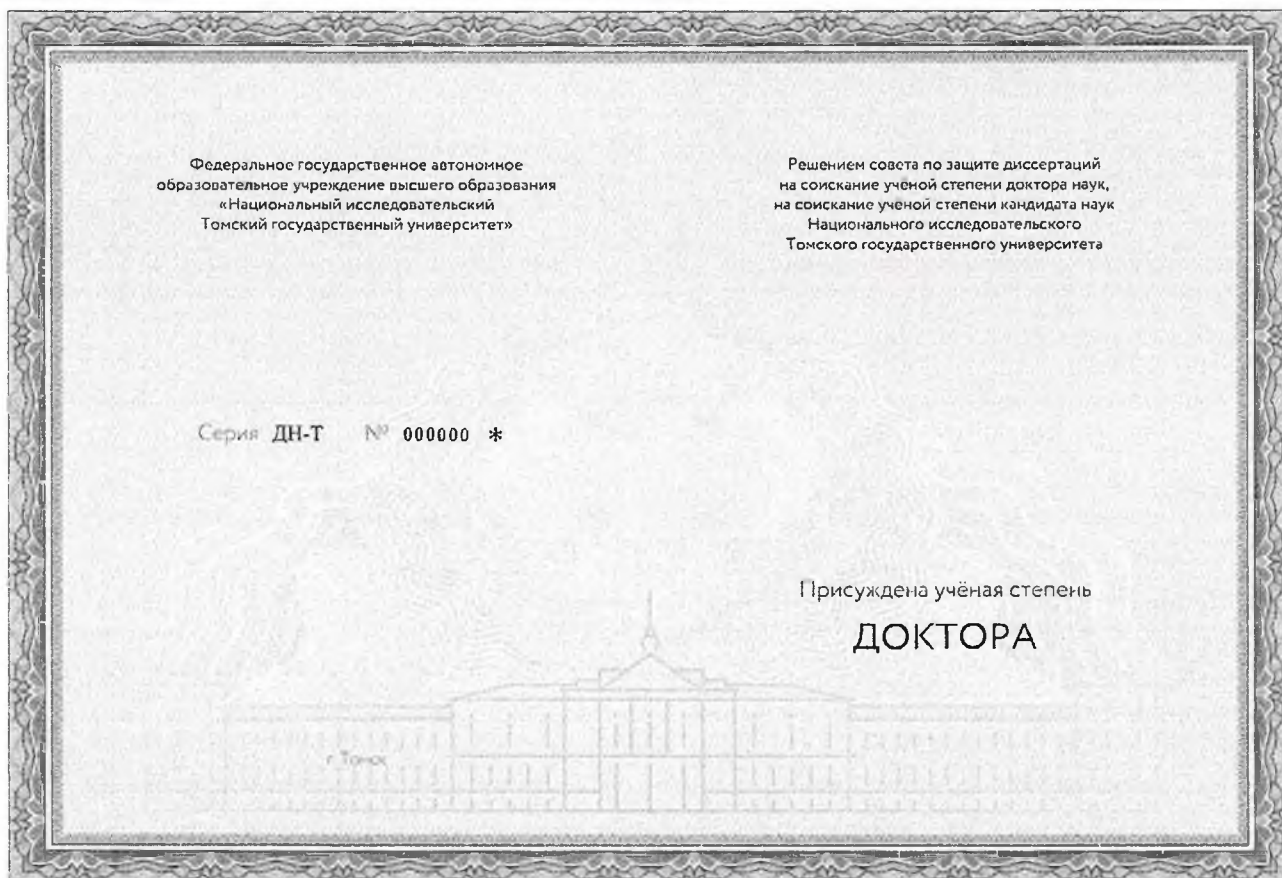 Федеральное государственное автономное
образовательное учреждение высшего образования
«Национальный исследовательский
Томский государственный университет»
Серия ДН-Т № 000000 *
г.Томск
Решением совета по защите диссертаций
на соискание учёной степени доктора наук,
на соискание учёной степени кандидата наук
Национального исследовательского
Томского государственного университета
Присуждена учёная степень
ДОКТОРА